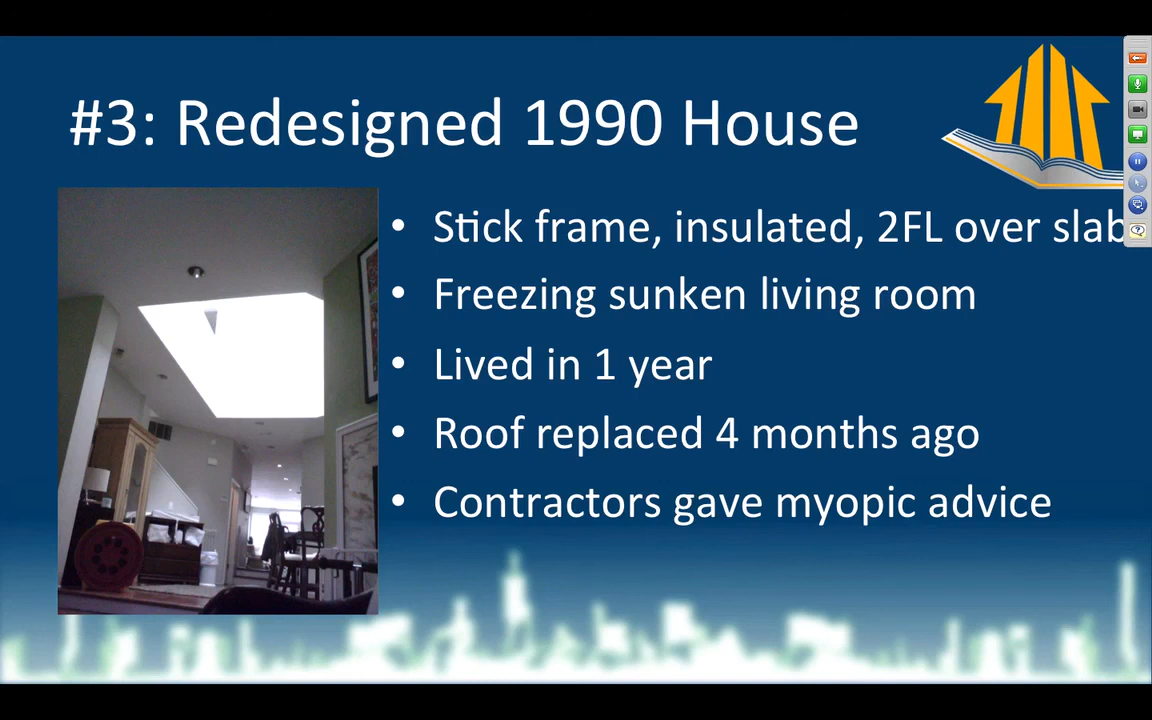 #3: Redesigned 1990 House
• Stick frame, insulated, 2FL over slab
• Freezing sunken living room
• Lived in 1 year
• Roof replaced 4 months ago
• Contractors gave myopic advice